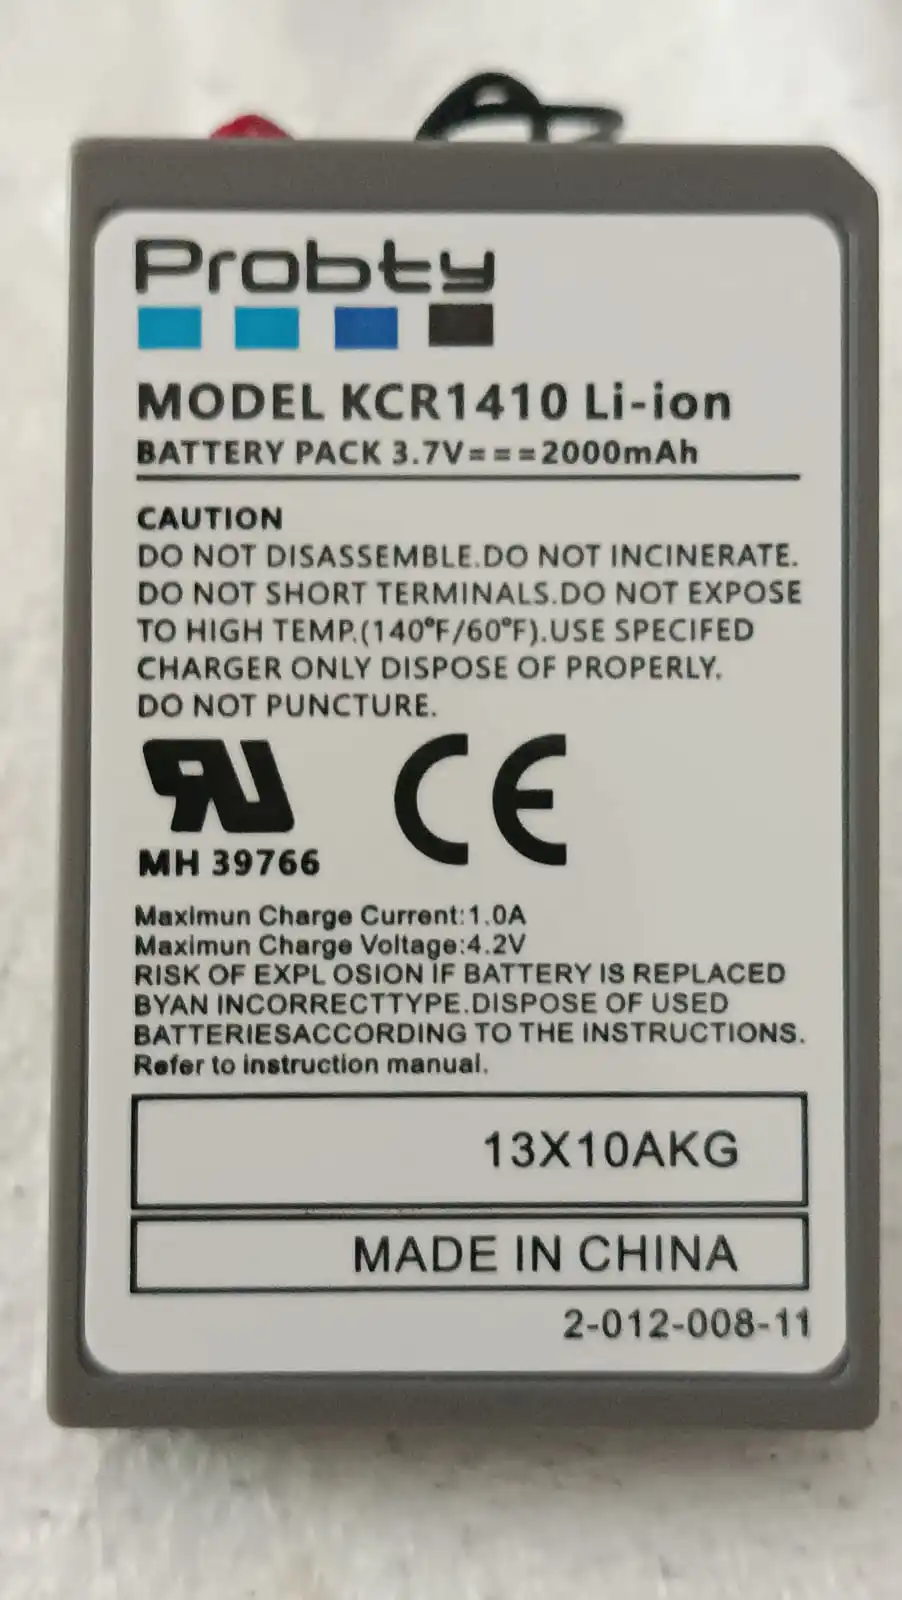 Probty
MODEL KCR1410 Li-ion
BATTERY PACK 3.7V===2000mAh
CAUTION
DO NOT DISASSEMBLE.DO NOT INCINERATE.
DO NOT SHORT TERMINALS.DO NOT EXPOSE
TO HIGH TEMP.(140°F/60°F).USE SPECIFED
CHARGER ONLY DISPOSE OF PROPERLY.
DO NOT PUNCTURE.
RU CE
MH 39766
Maximun Charge Current:1.0A
Maximun Charge Voltage:4.2V
RISK OF EXPL OSION IF BATTERY IS REPLACED
BYAN INCORRECTTYPE.DISPOSE OF USED
BATTERIESACCORDING TO THE INSTRUCTIONS.
Refer to instruction manual.
13X10AKG
MADE IN CHINA
2-012-008-11